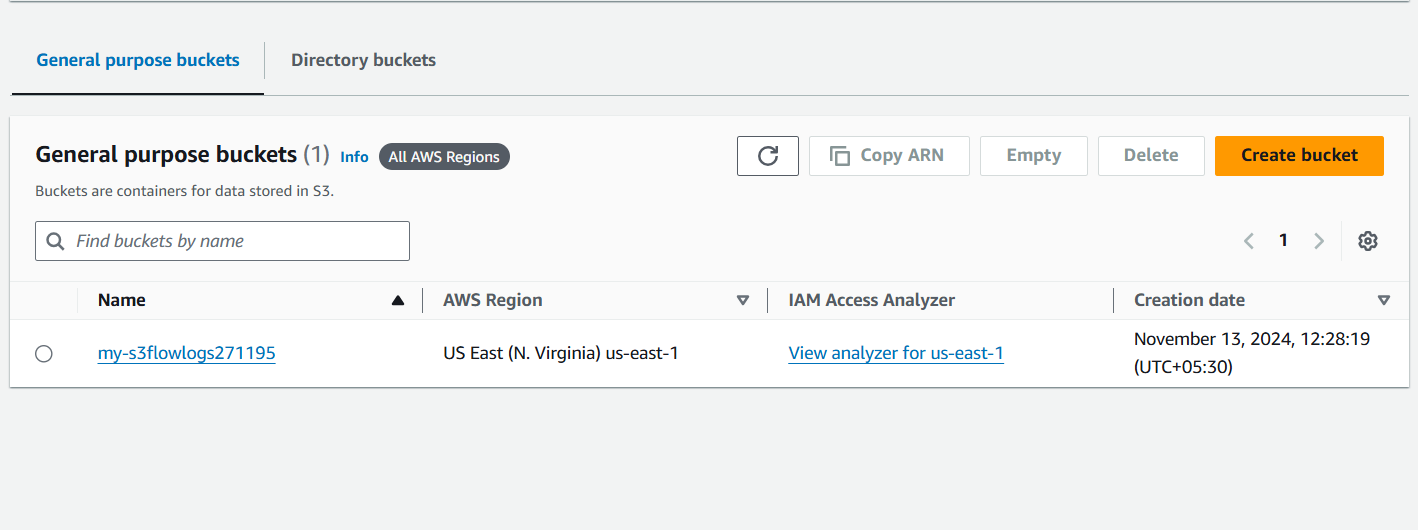 General purpose buckets
Directory buckets
General purpose buckets (1) Info All AWS Regions
Copy ARN
Empty
Delete
Create bucket
Buckets are containers for data stored in S3.
Find buckets by name
1
Name AWS Region IAM Access Analyzer Creation date
my-s3flowlogs271195 US East (N. Virginia) us-east-1 View analyzer for us-east-1 November 13, 2024, 12:28:19
(UTC+05:30)